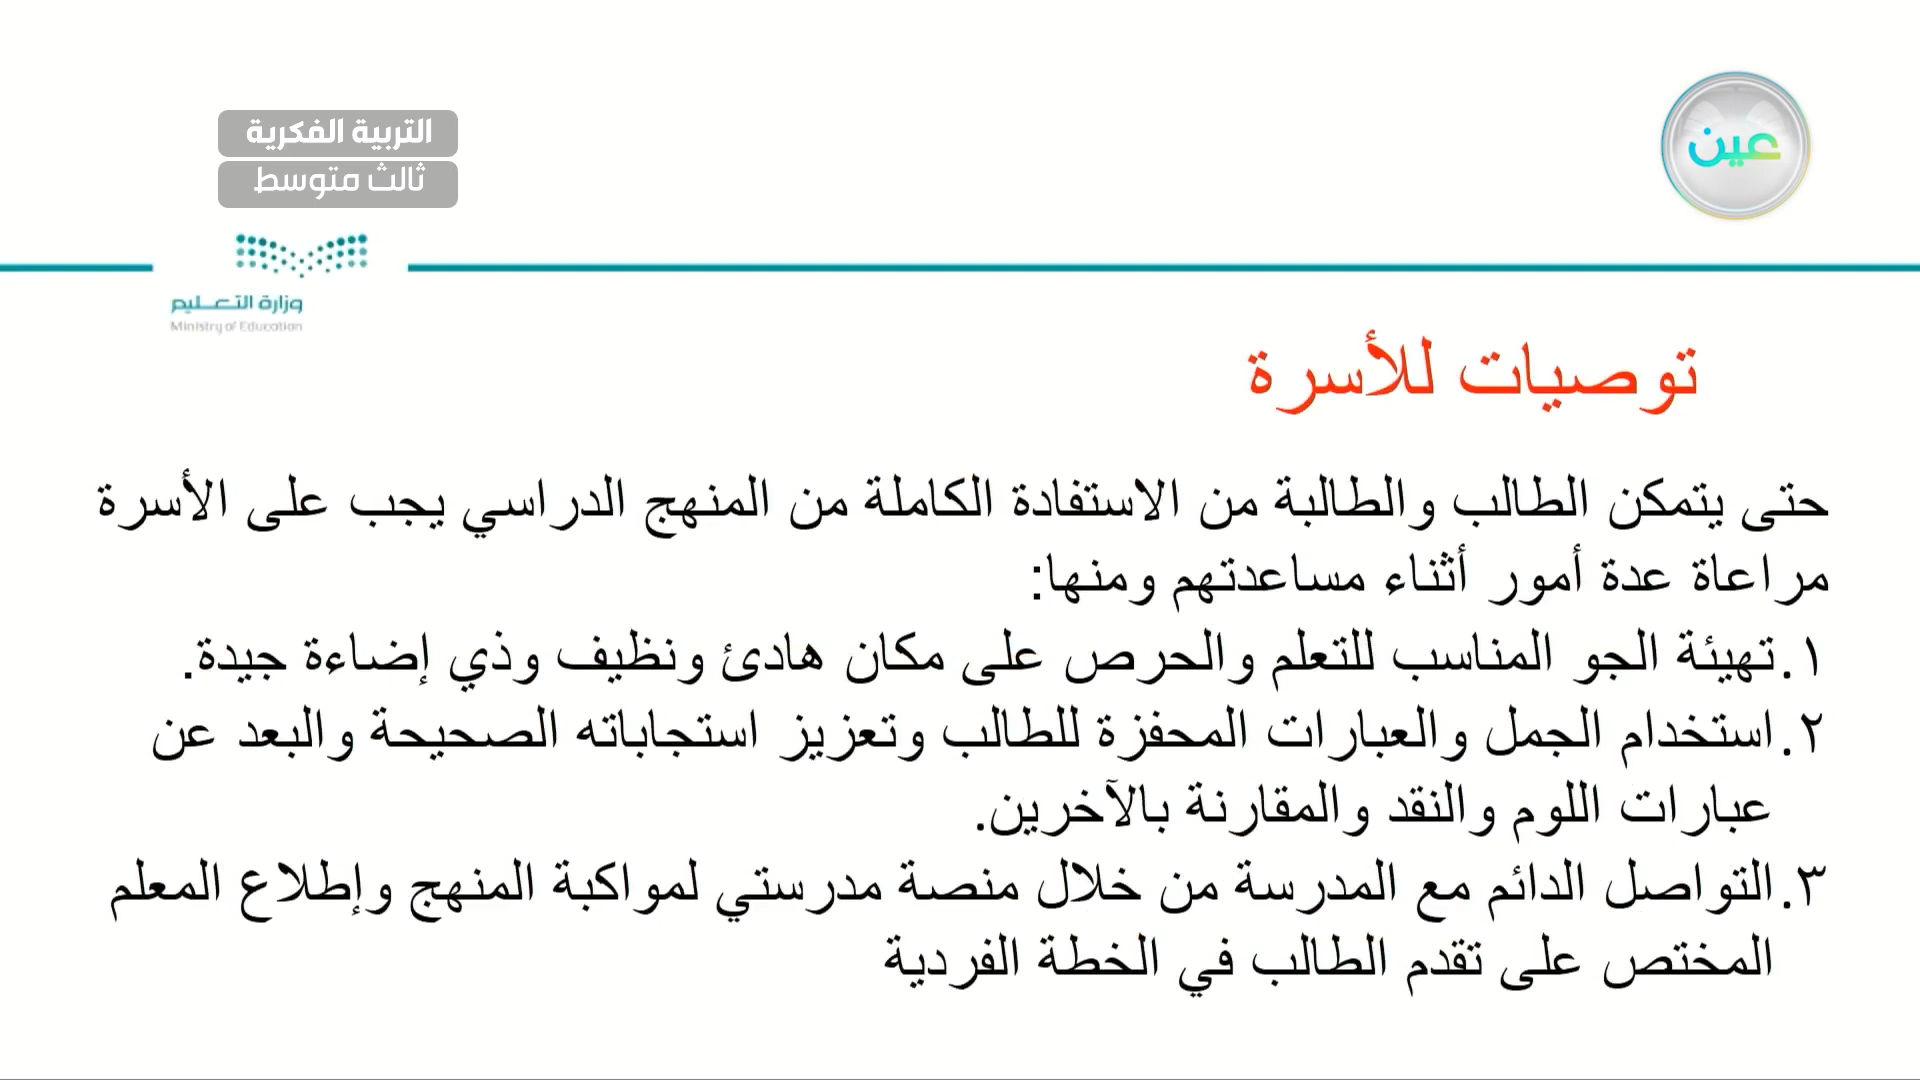 عين
التربية الفكرية
ثالث متوسط
وزارة التعليم
Ministry of Education
توصيات للأسرة
حتى يتمكن الطالب والطالبة من الاستفادة الكاملة من المنهج الدراسي يجب على الأسرة
مراعاة عدة أمور أثناء مساعدتهم ومنها:
١. تهيئة الجو المناسب للتعلم والحرص على مكان هادئ ونظيف وذي إضاءة جيدة.
٢. استخدام الجمل والعبارات المحفزة للطالب وتعزيز استجاباته الصحيحة والبعد عن
عبارات اللوم والنقد والمقارنة بالآخرين.
٣. التواصل الدائم مع المدرسة من خلال منصة مدرستي لمواكبة المنهج وإطلاع المعلم
المختص على تقدم الطالب في الخطة الفردية